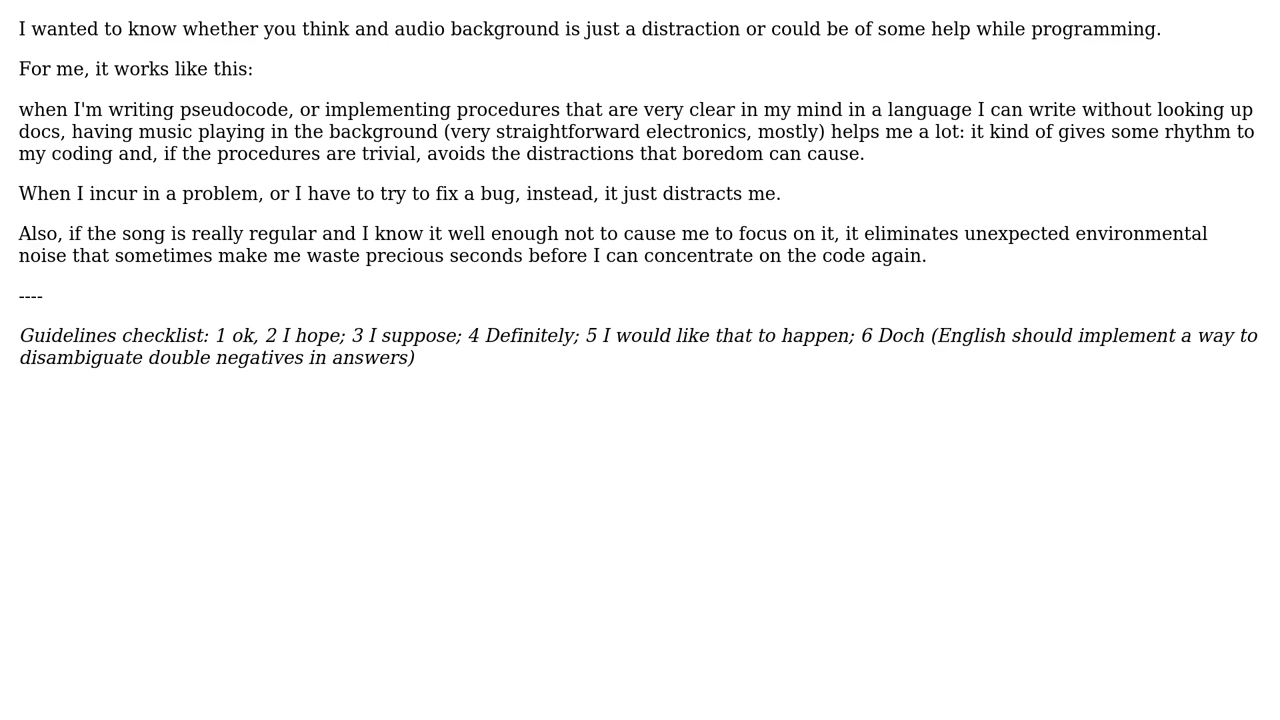 I wanted to know whether you think and audio background is just a distraction or could be of some help while programming.
For me, it works like this:
when I'm writing pseudocode, or implementing procedures that are very clear in my mind in a language I can write without looking up
docs, having music playing in the background (very straightforward electronics, mostly) helps me a lot: it kind of gives some rhythm to
my coding and, if the procedures are trivial, avoids the distractions that boredom can cause.
When I incur in a problem, or I have to try to fix a bug, instead, it just distracts me.
Also, if the song is really regular and I know it well enough not to cause me to focus on it, it eliminates unexpected environmental
noise that sometimes make me waste precious seconds before I can concentrate on the code again.
----
Guidelines checklist: 1 ok, 2 I hope; 3 I suppose; 4 Definitely; 5 I would like that to happen; 6 Doch (English should implement a way to
disambiguate double negatives in answers)